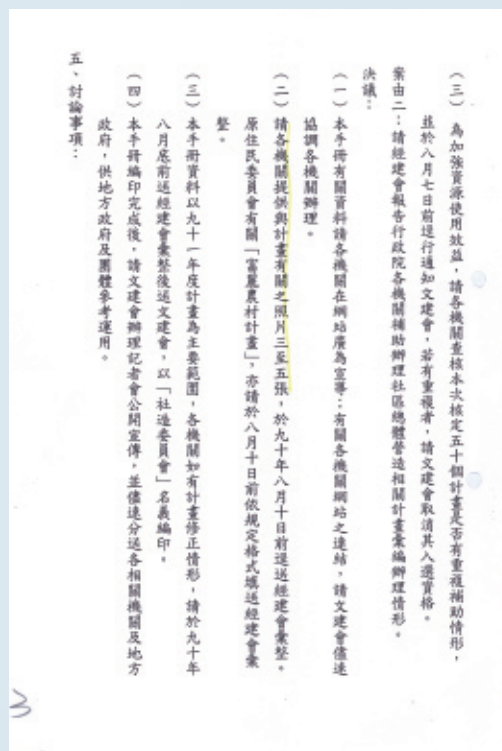 （三）為加強資源使用效益，請各機關查核本次核定五十個計畫是否有重複補助情形，
並於八月七日前逕行通知文建會，若有重複者，請文建會取消其入選資格。
案由二：請經建會報告行政院各機關補助辦理社區總體營造相關計畫彙編辦理情形。
決議：
（一）本手冊有關資料請各機關在網站廣為宣導；有關各機關網站之連結，請文建會儘速
協調各機關辦理。
（二）請各機關提供與計畫有關之照片三至五張，於九十年八月十日前逕送經建會彙整。
原住民委員會有關「富麗農村計畫」，亦請於八月十日前依規定格式填送經建會彙
整。
（三）本手冊資料以九十一年度計畫為主要範圍，各機關如有計畫修正情形，請於九十年
八月底前送經建會彙整後送文建會，以「社造委員會」名義編印。
（四）本手冊編印完成後，請文建會辦理記者會公開宣傳，並儘速分送各相關機關及地方
政府，供地方政府及團體參考運用。
五、討論事項：
3